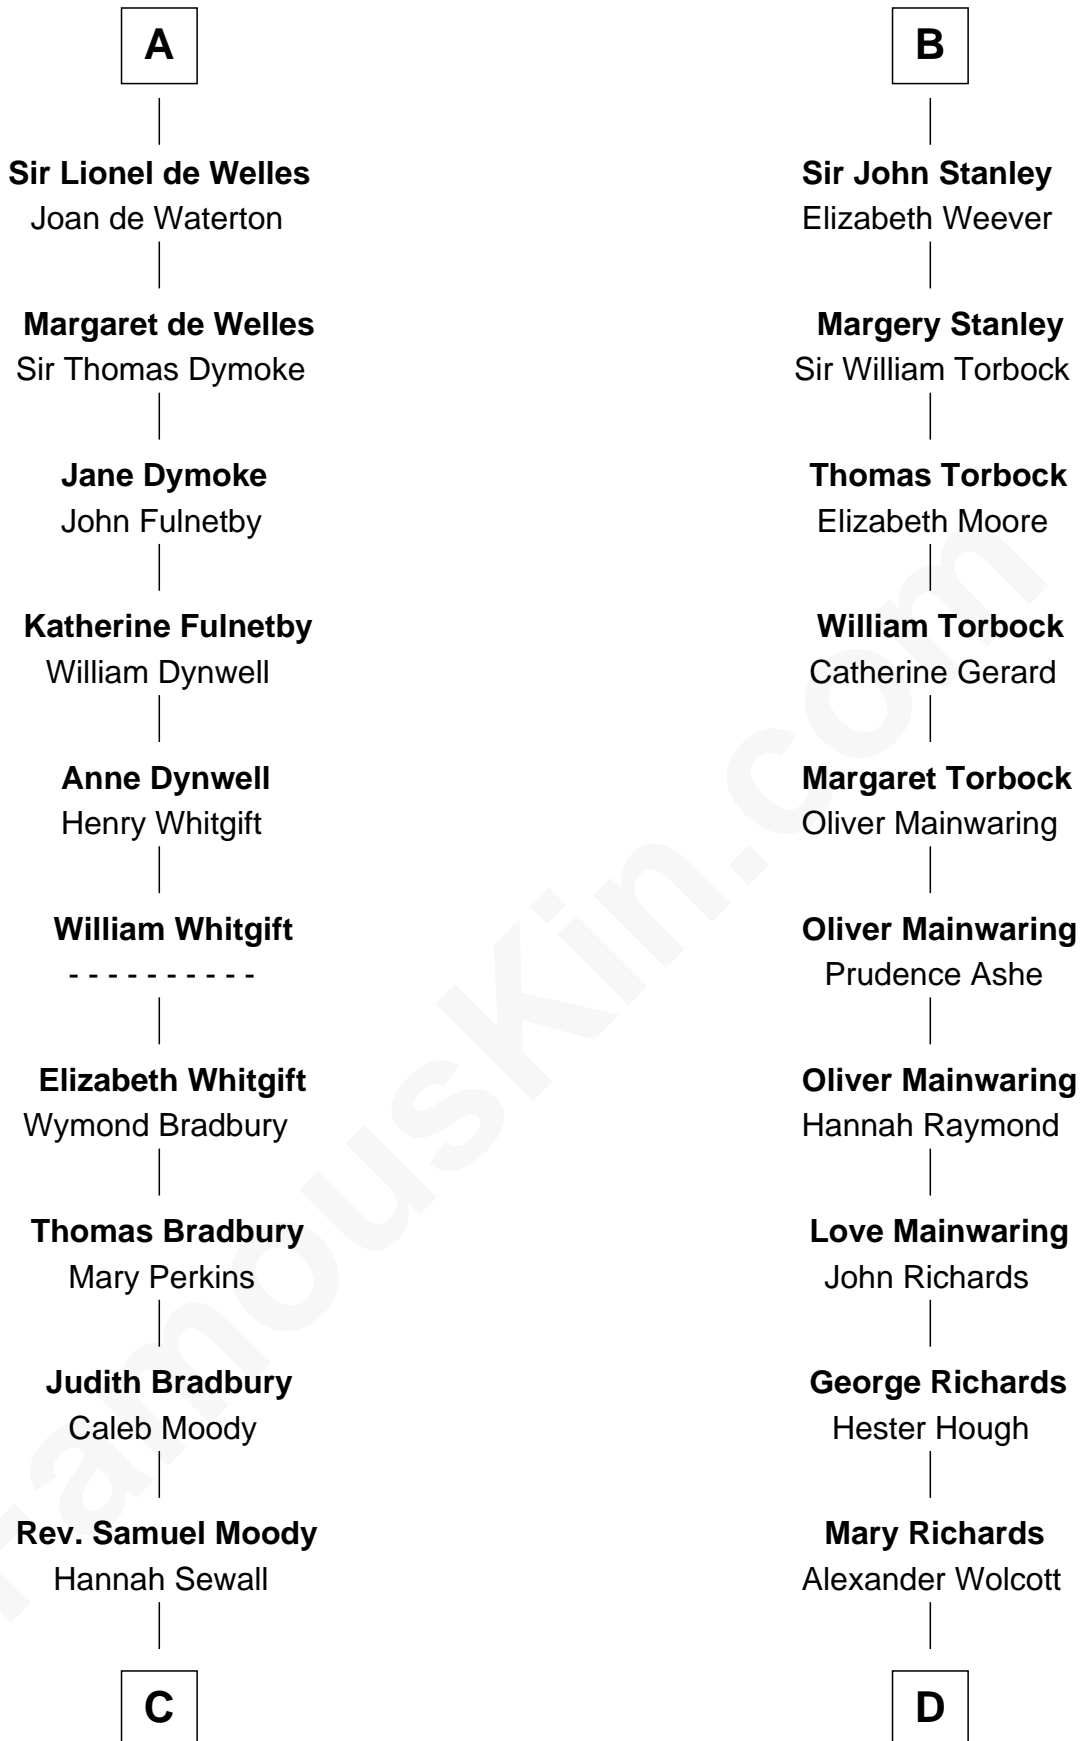 A
Sir Lionel de Welles
Joan de Waterton
Margaret de Welles
Sir Thomas Dymoke
Jane Dymoke
John Fulnetby
Katherine Fulnetby
William Dynwell
Anne Dynwell
Henry Whitgift
William Whitgift
- - - - - - - - - -
Elizabeth Whitgift
Wymond Bradbury
Thomas Bradbury
Mary Perkins
Judith Bradbury
Caleb Moody
Rev. Samuel Moody
Hannah Sewall
C
B
Sir John Stanley
Elizabeth Weever
Margery Stanley
Sir William Torbock
Thomas Torbock
Elizabeth Moore
William Torbock
Catherine Gerard
Margaret Torbock
Oliver Mainwaring
Oliver Mainwaring
Prudence Ashe
Oliver Mainwaring
Hannah Raymond
Love Mainwaring
John Richards
George Richards
Hester Hough
Mary Richards
Alexander Wolcott
D
FamousKin.com